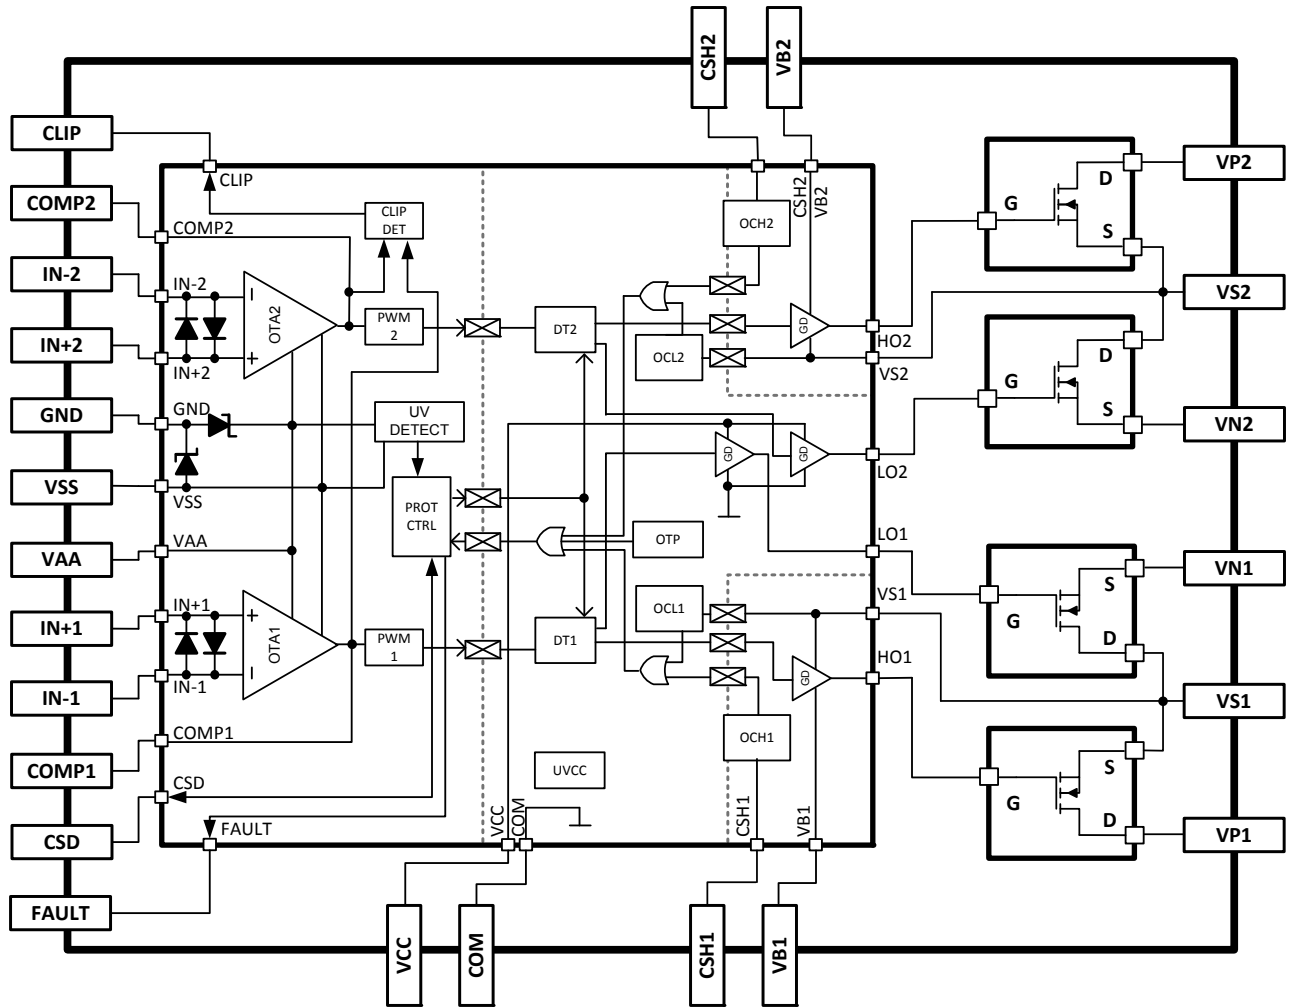 CSH2
VB2
CLIP
COMP2
IN-2
IN+2
GND
VSS
VAA
IN+1
IN-1
COMP1
CSD
FAULT
CLIP
COMP2
CLIP
DET
IN-2
OTA2
IN+2
PWM
2
GND
UV
DETECT
VSS
PROT
CTRL
VAA
IN+1
OTA1
IN-1
PWM
1
COMP1
CSD
FAULT
CSH2
VB2
OCH2
DT2
GD
OCL2
HO2
VS2
GD
GD
LO2
OTP
LO1
OCL1
VS1
DT1
GD
HO1
OCH1
UVCC
VCC
COM
CSH1
VB1
G
D
S
G
D
S
S
G
D
S
G
D
VP2
VS2
VN2
VN1
VS1
VP1
VCC
COM
CSH1
VB1